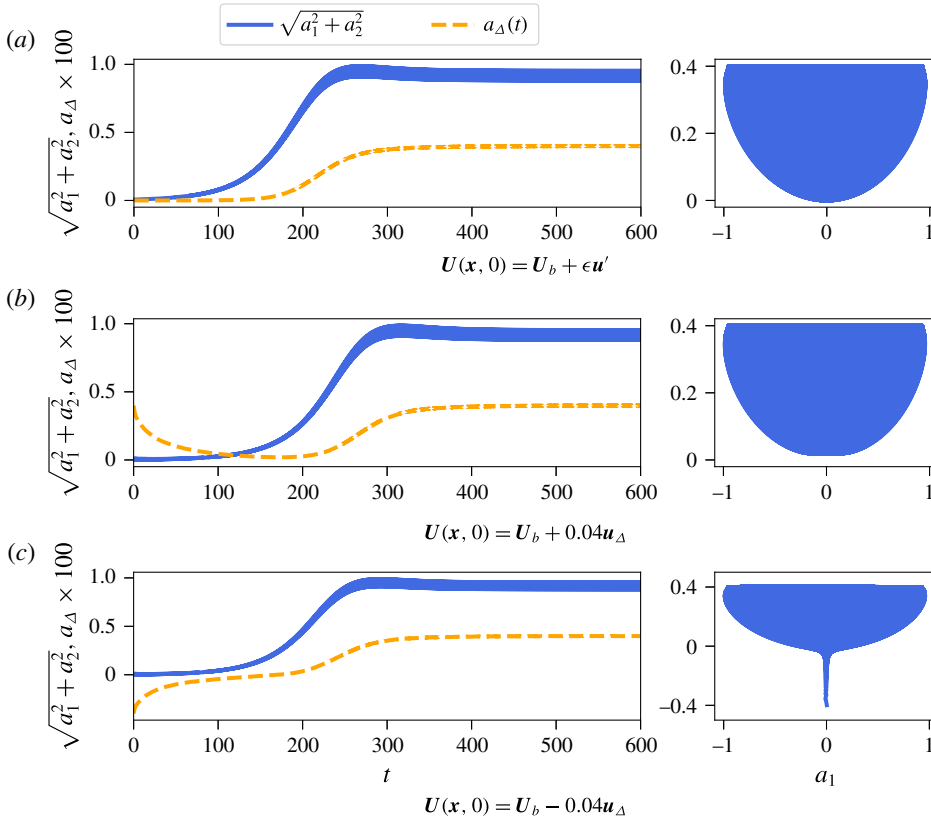 √a₁² + a₂² a_Δ(t)
(a)
√a₁² + a₂², a_Δ × 100
1.0
0.5
0
0 100 200 300 400 500 600
0.4
0.2
0
−1 0 1
U(x, 0) = U_b + ϵu′
(b)
√a₁² + a₂², a_Δ × 100
1.0
0.5
0
0 100 200 300 400 500 600
0.4
0.2
0
−1 0 1
U(x, 0) = U_b + 0.04u_Δ
(c)
√a₁² + a₂², a_Δ × 100
1.0
0.5
0
0 100 200 300 400 500 600
t
0.4
0
−0.4
−1 0 1
a₁
U(x, 0) = U_b − 0.04u_Δ